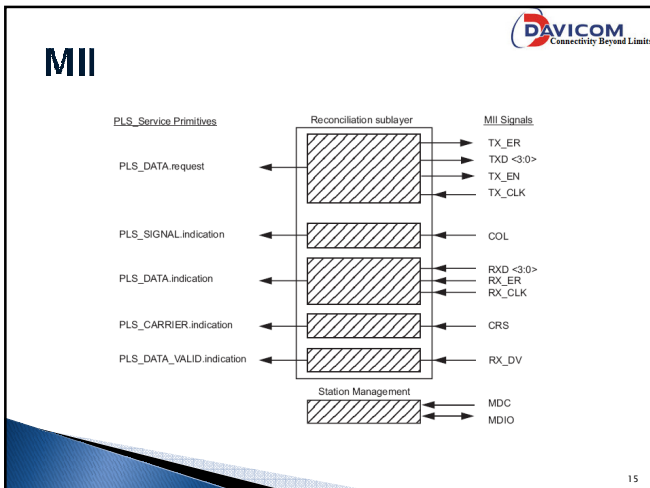 DAVICOM
Connectivity Beyond Limits
MII
PLS_Service Primitives
Reconciliation sublayer
MII Signals
PLS_DATA.request
TX_ER
TXD <3:0>
TX_EN
TX_CLK
PLS_SIGNAL.indication
COL
PLS_DATA.indication
RXD <3:0>
RX_ER
RX_CLK
PLS_CARRIER.indication
CRS
PLS_DATA_VALID.indication
RX_DV
Station Management
MDC
MDIO
15